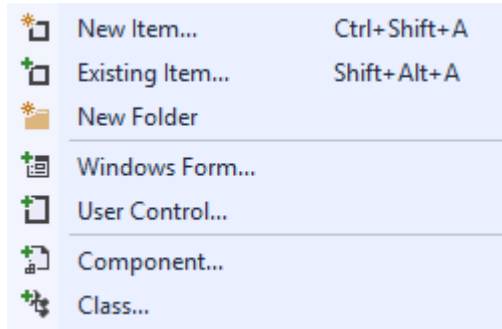 New Item... Ctrl+Shift+A
Existing Item... Shift+Alt+A
New Folder
Windows Form...
User Control...
Component...
Class...